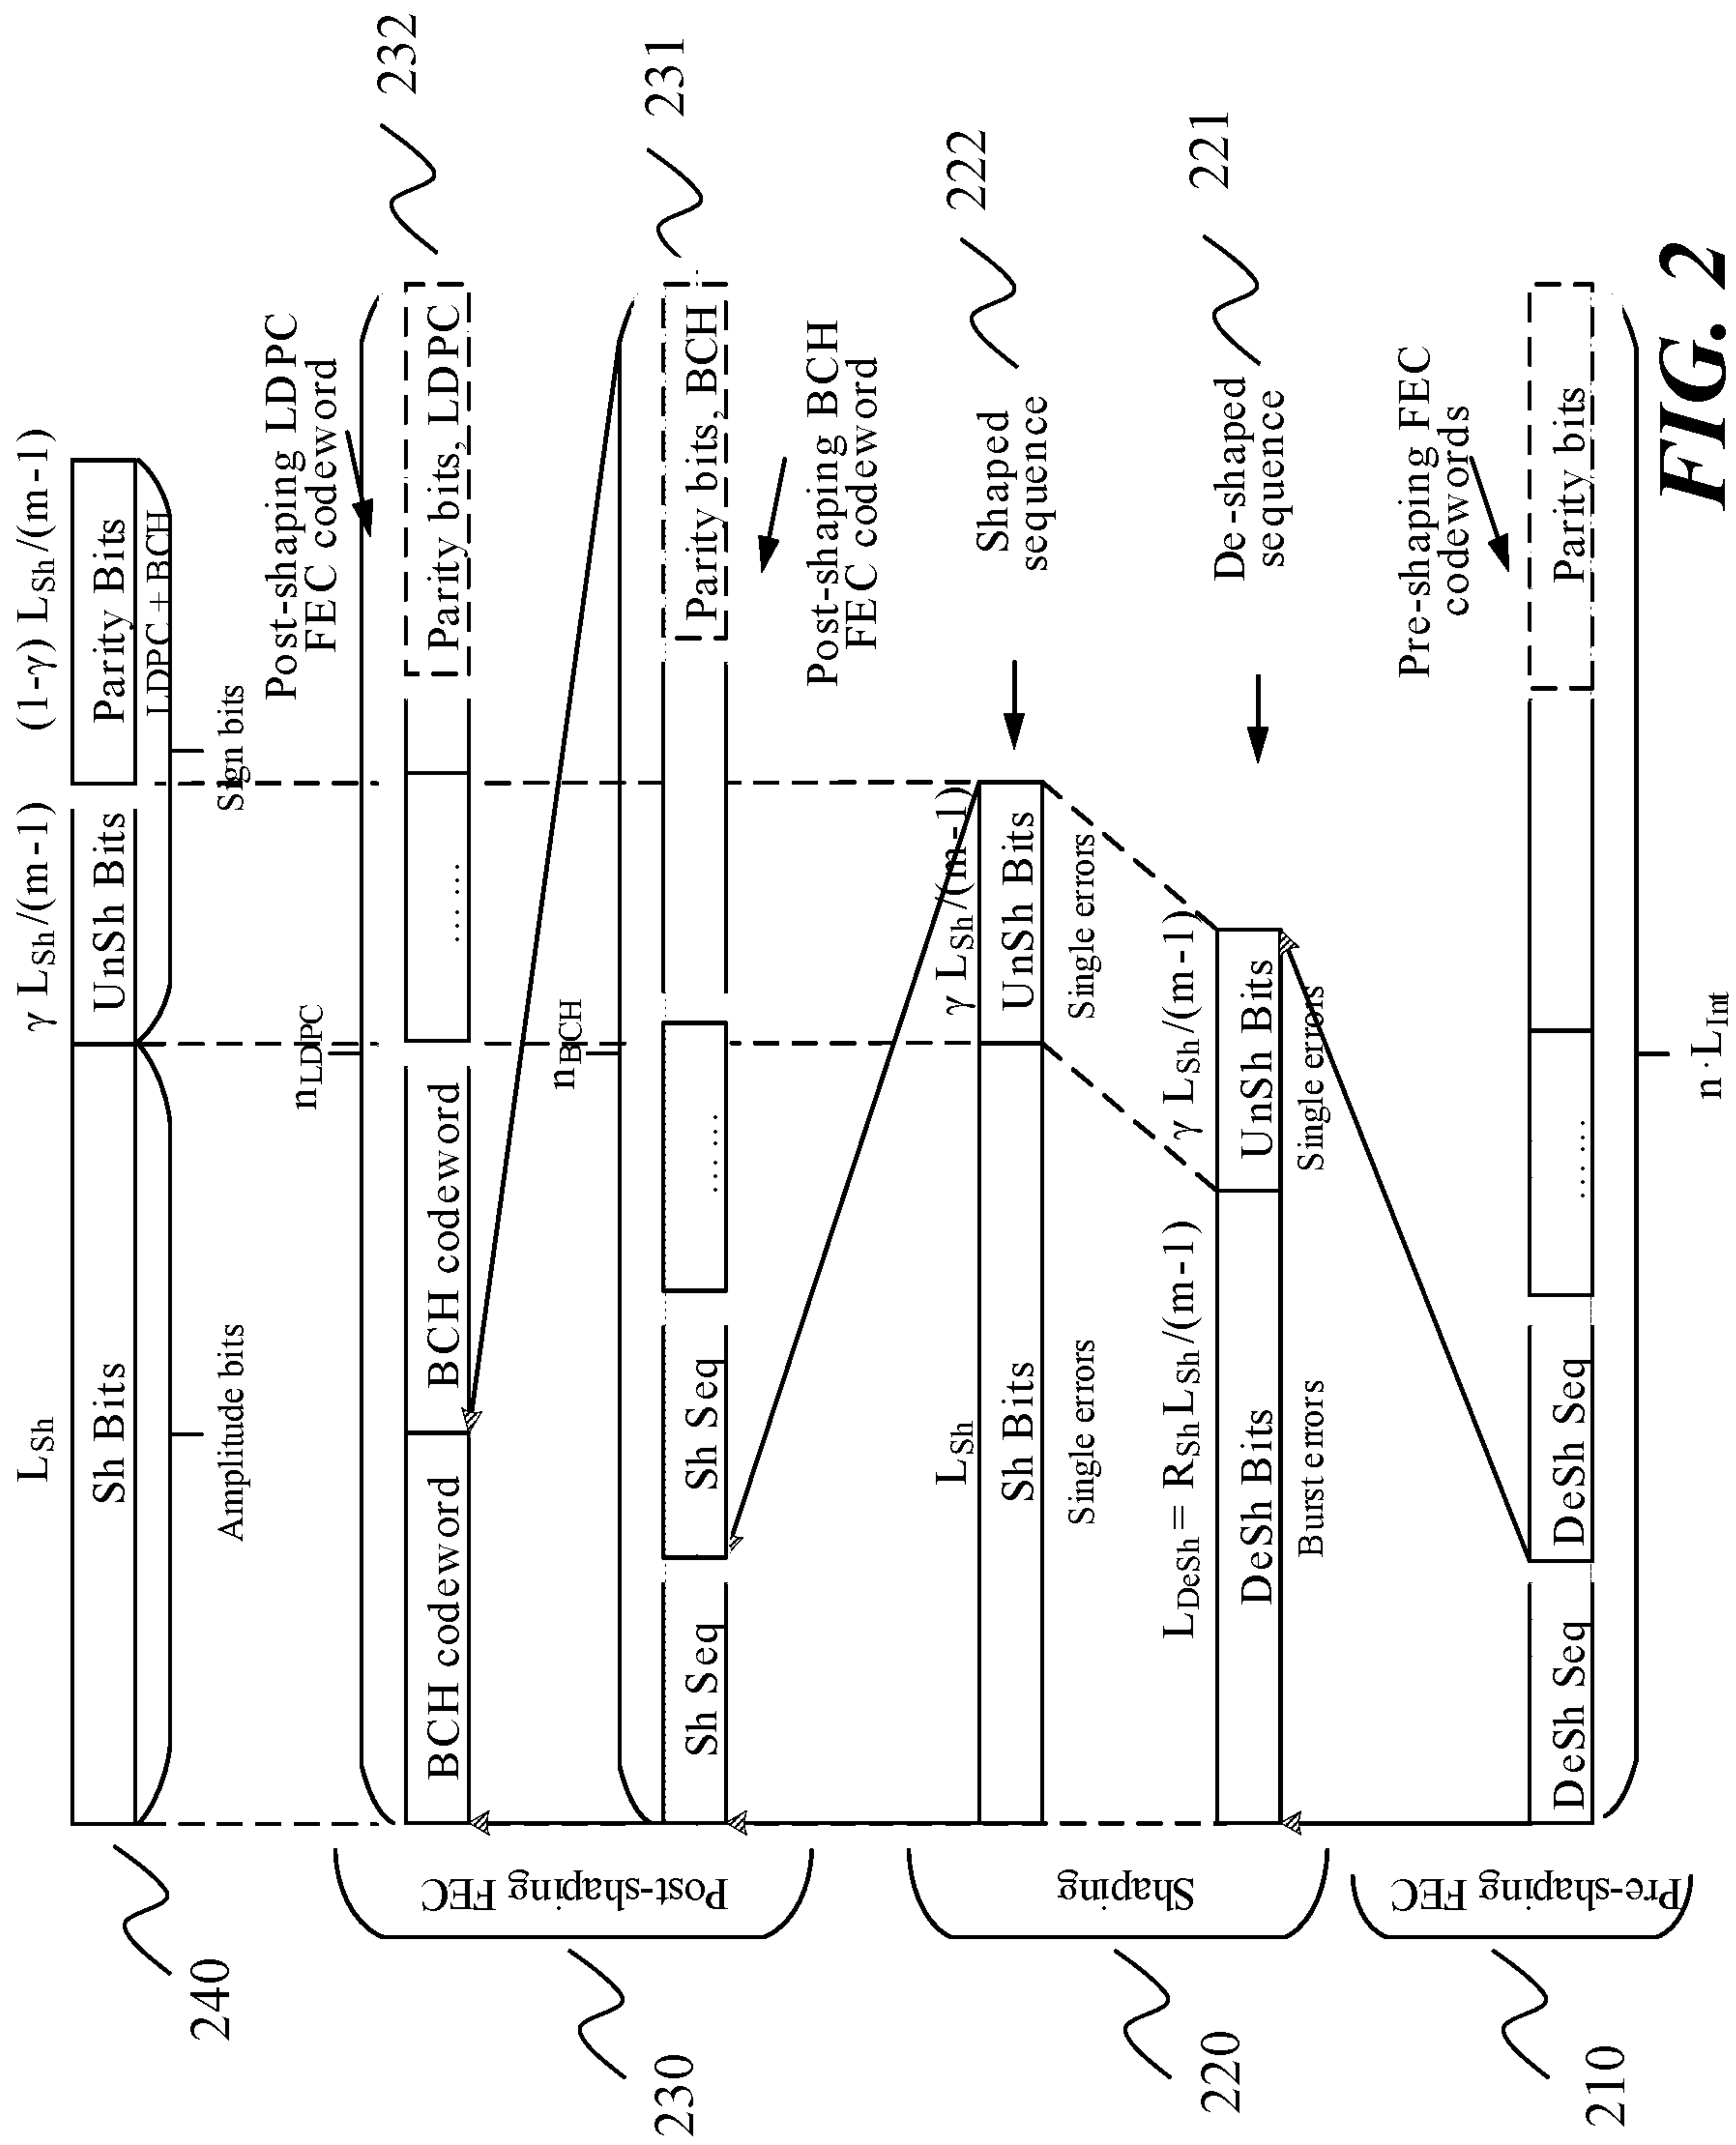 L_Sh
γ L_Sh/(m-1)
(1-γ) L_Sh/(m-1)
Sh Bits
UnSh Bits
Parity Bits
LDPC+BCH
Amplitude bits
Sign bits
240
Post-shaping LDPC
FEC codeword
232
n_LDPC
BCH codeword
BCH codeword
......
Parity bits, LDPC
Post-shaping FEC
230
n_BCH
231
Sh Seq
Sh Seq
......
Parity bits, BCH
Post-shaping BCH
FEC codeword
L_Sh
γ L_Sh/(m-1)
Sh Bits
UnSh Bits
Shaped
sequence
222
Single errors
Single errors
Shaping
220
L_DeSh = R_Sh L_Sh/(m-1)
γ L_Sh/(m-1)
DeSh Bits
UnSh Bits
De-shaped
sequence
221
Burst errors
Single errors
Pre-shaping FEC
codewords
Pre-shaping FEC
210
DeSh Seq
DeSh Seq
......
Parity bits
n·L_Int
FIG. 2